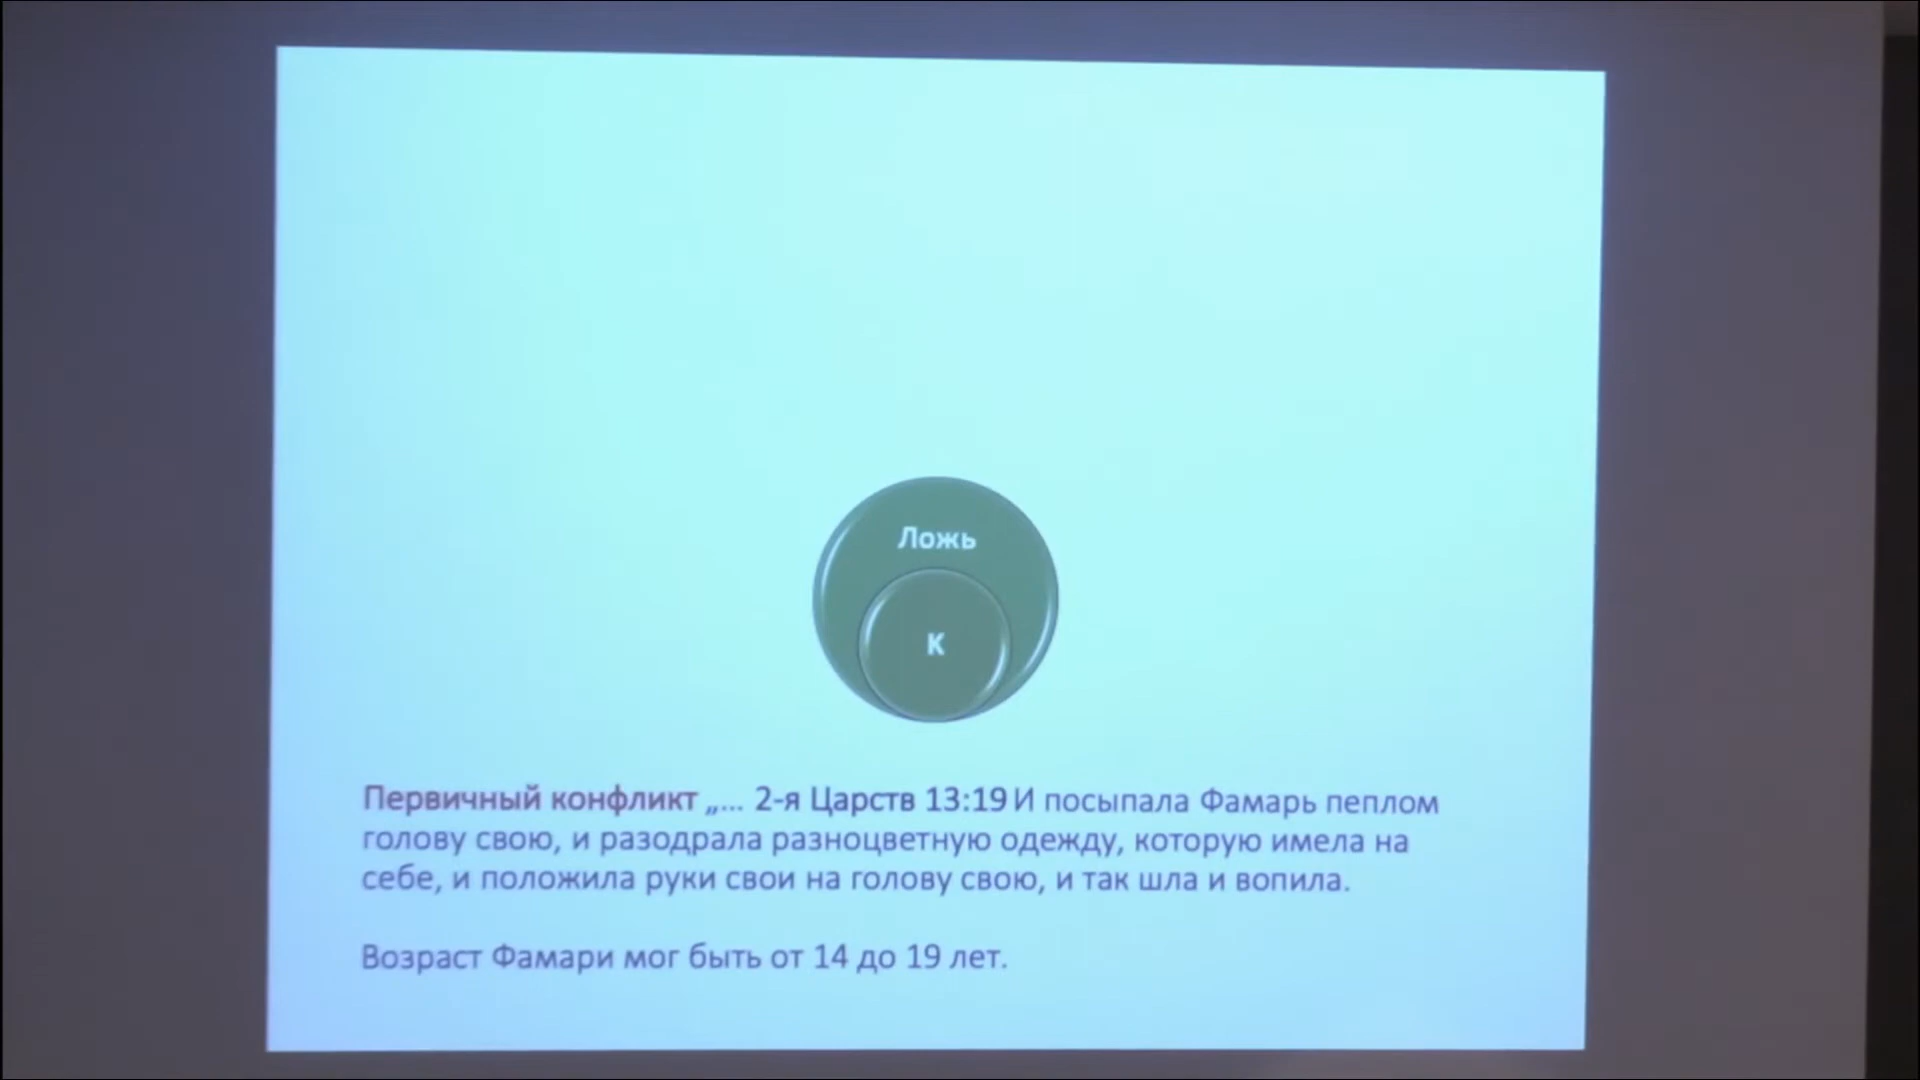 Ложь
К
Первичный конфликт „... 2-я Царств 13:19 И посыпала Фамарь пеплом
голову свою, и разодрала разноцветную одежду, которую имела на
себе, и положила руки свои на голову свою, и так шла и вопила.
Возраст Фамари мог быть от 14 до 19 лет.